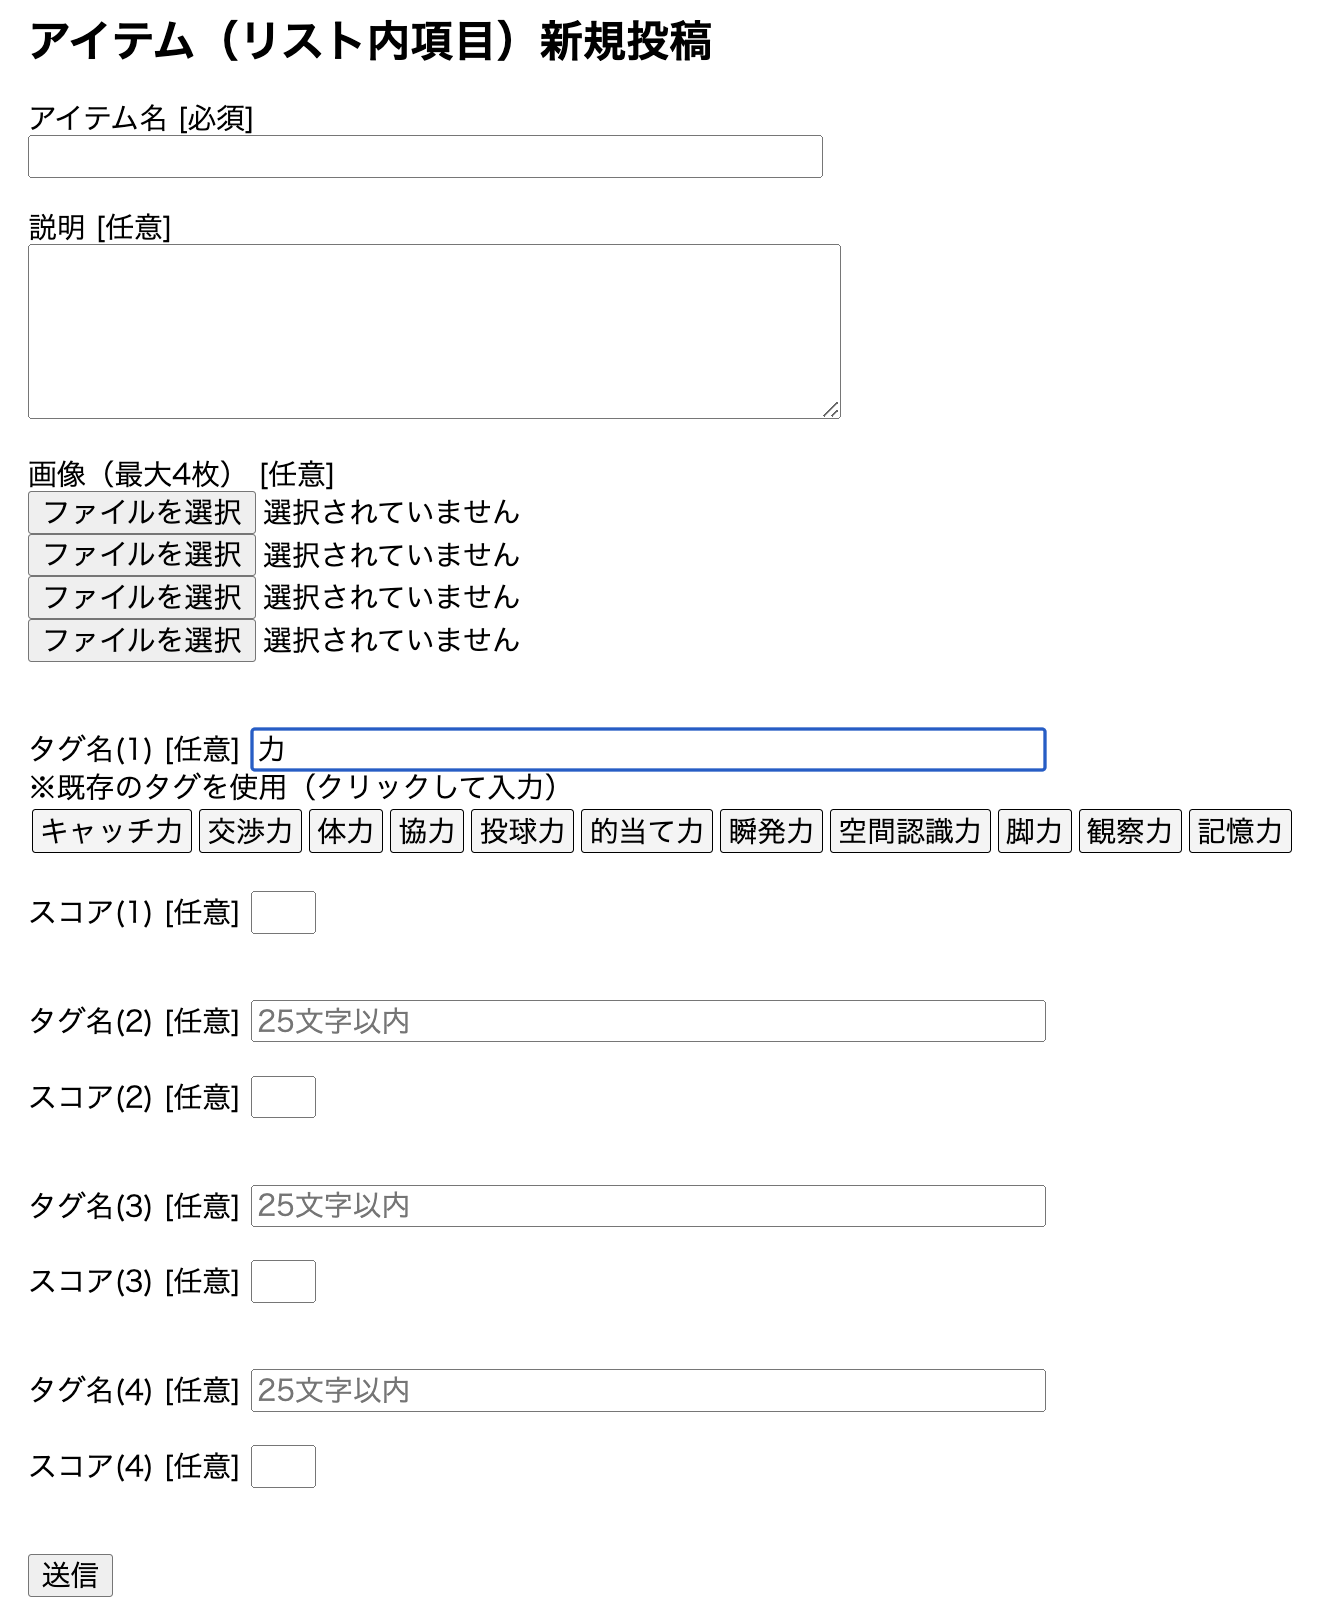 アイテム（リスト内項目）新規投稿
アイテム名 [必須]
説明 [任意]
画像（最大4枚） [任意]
ファイルを選択 選択されていません
ファイルを選択 選択されていません
ファイルを選択 選択されていません
ファイルを選択 選択されていません
タグ名(1) [任意] 力
※既存のタグを使用（クリックして入力）
キャッチ力 交渉力 体力 協力 投球力 的当て力 瞬発力 空間認識力 脚力 観察力 記憶力
スコア(1) [任意]
タグ名(2) [任意] 25文字以内
スコア(2) [任意]
タグ名(3) [任意] 25文字以内
スコア(3) [任意]
タグ名(4) [任意] 25文字以内
スコア(4) [任意]
送信